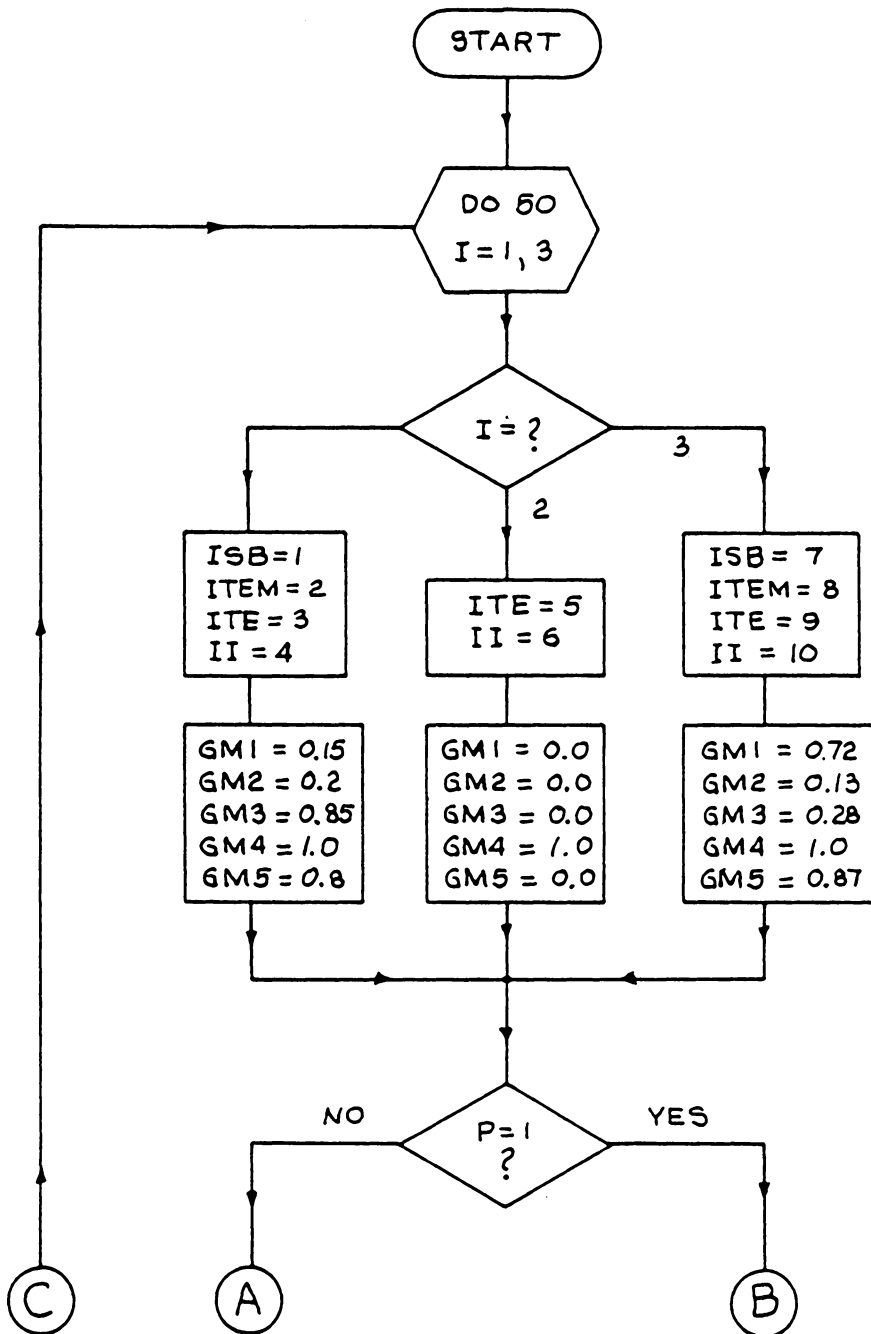 START
DO 50
I = 1, 3
I = ?
3
2
ISB = 1
ITEM = 2
ITE = 3
II = 4
ITE = 5
II = 6
ISB = 7
ITEM = 8
ITE = 9
II = 10
GM1 = 0.15
GM2 = 0.2
GM3 = 0.85
GM4 = 1.0
GM5 = 0.8
GM1 = 0.0
GM2 = 0.0
GM3 = 0.0
GM4 = 1.0
GM5 = 0.0
GM1 = 0.72
GM2 = 0.13
GM3 = 0.28
GM4 = 1.0
GM5 = 0.87
NO
P = 1
?
YES
C
A
B